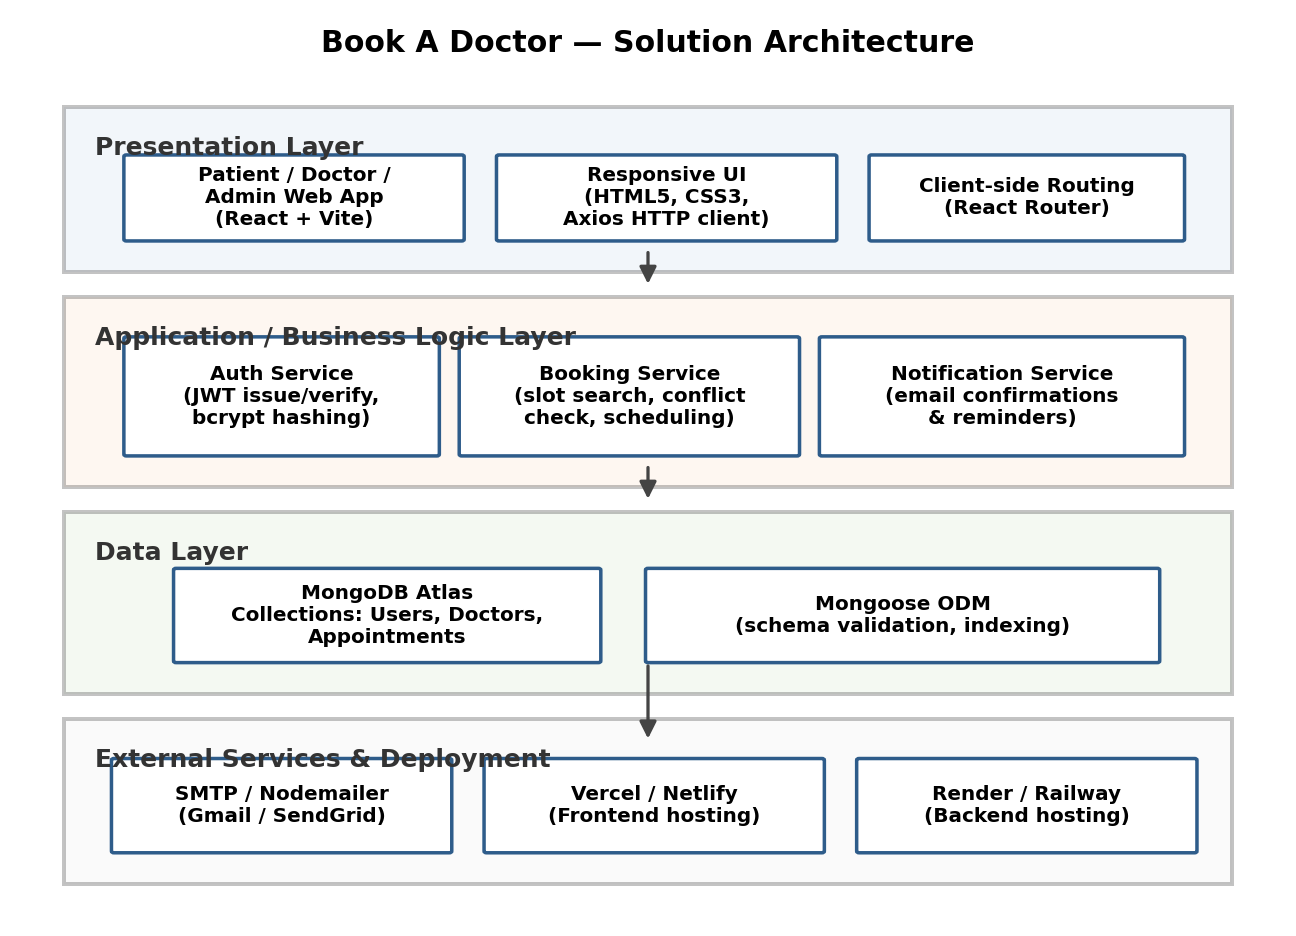 Book A Doctor — Solution Architecture
Presentation Layer
Patient / Doctor /
Admin Web App
(React + Vite)
Responsive UI
(HTML5, CSS3,
Axios HTTP client)
Client-side Routing
(React Router)
Application / Business Logic Layer
Auth Service
(JWT issue/verify,
bcrypt hashing)
Booking Service
(slot search, conflict
check, scheduling)
Notification Service
(email confirmations
& reminders)
Data Layer
MongoDB Atlas
Collections: Users, Doctors,
Appointments
Mongoose ODM
(schema validation, indexing)
External Services & Deployment
SMTP / Nodemailer
(Gmail / SendGrid)
Vercel / Netlify
(Frontend hosting)
Render / Railway
(Backend hosting)